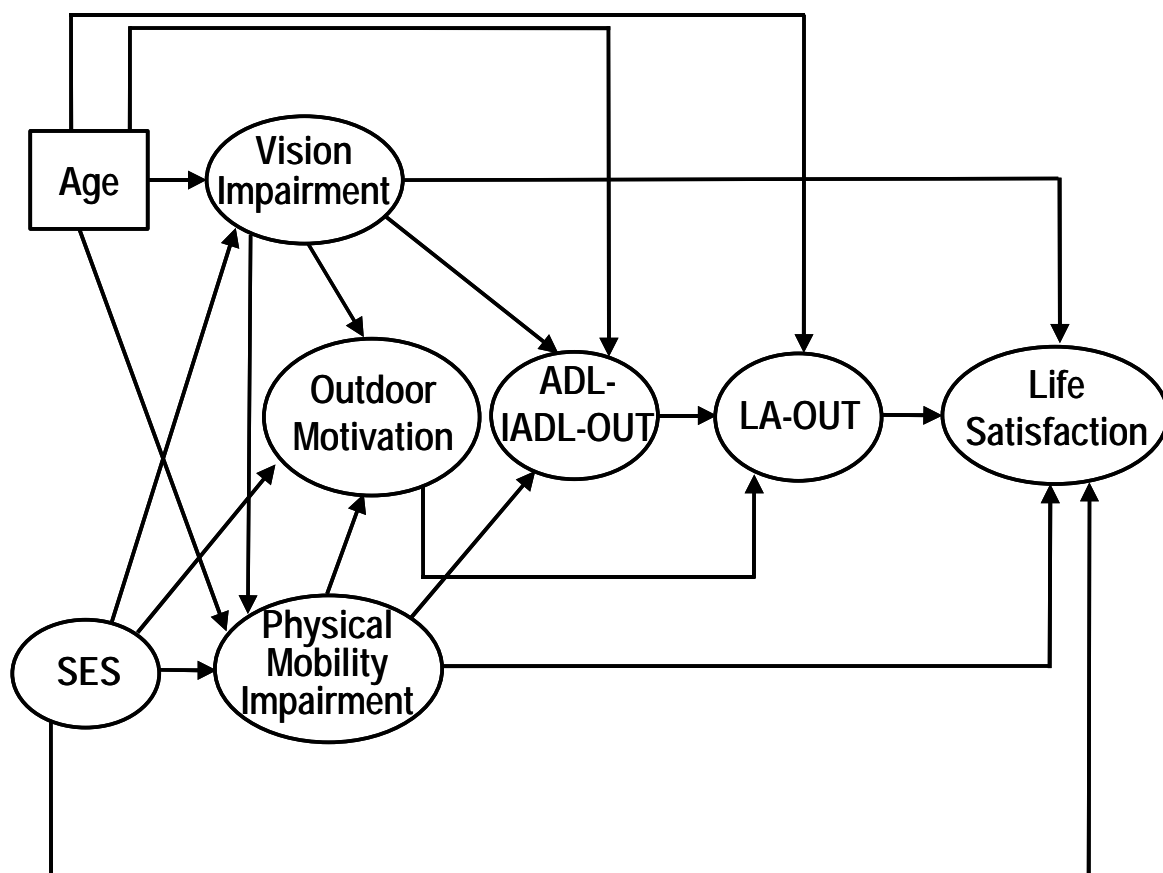 Age
Vision
Impairment
Outdoor
Motivation
ADL-
IADL-OUT
LA-OUT
Life
Satisfaction
SES
Physical
Mobility
Impairment